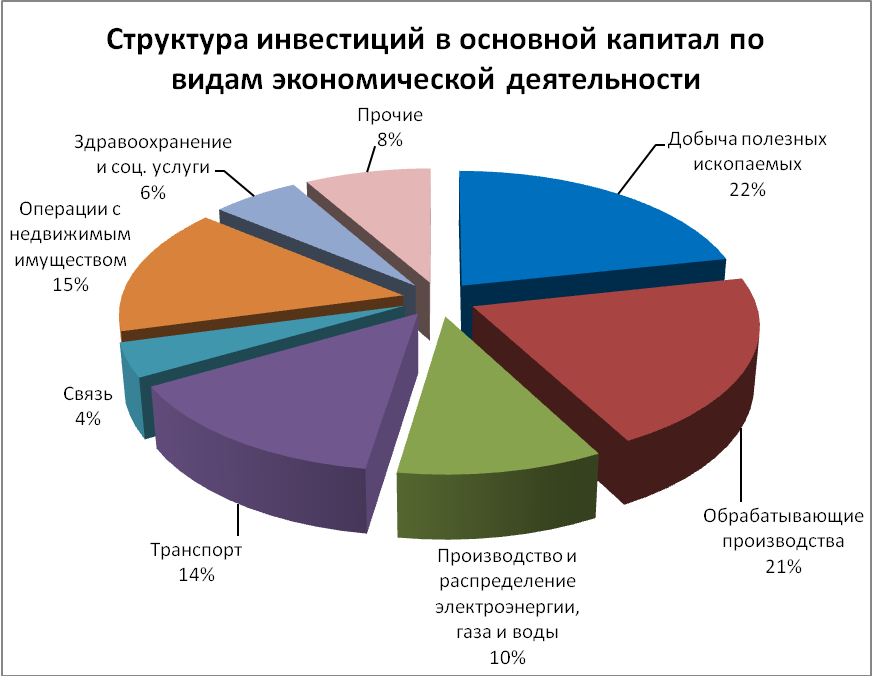 Структура инвестиций в основной капитал по
видам экономической деятельности
Прочие
8%
Здравоохранение
и соц. услуги
6%
Добыча полезных
ископаемых
22%
Операции с
недвижимым
имуществом
15%
Связь
4%
Транспорт
14%
Производство и
распределение
электроэнергии,
газа и воды
10%
Обрабатывающие
производства
21%